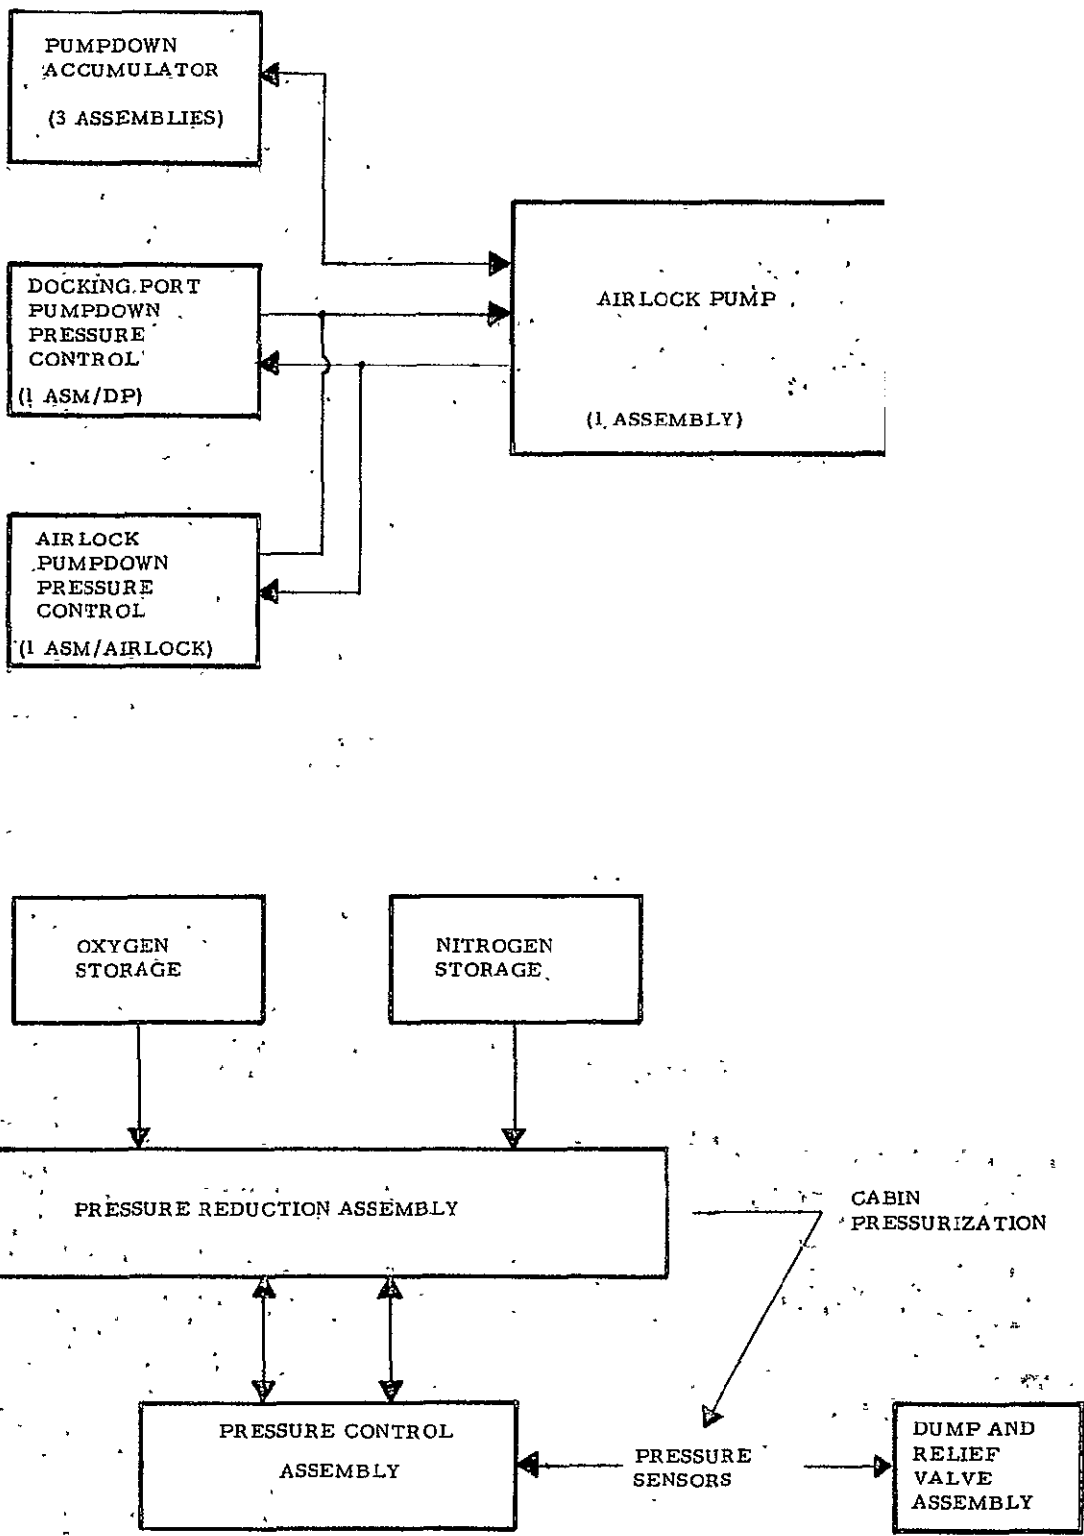 PUMPDOWN
ACCUMULATOR
(3 ASSEMBLIES)
DOCKING PORT
PUMPDOWN
PRESSURE
CONTROL
(1 ASM/DP)
AIRLOCK PUMP
(1 ASSEMBLY)
AIRLOCK
PUMPDOWN
PRESSURE
CONTROL
(1 ASM/AIRLOCK)
OXYGEN
STORAGE
NITROGEN
STORAGE
PRESSURE REDUCTION ASSEMBLY
CABIN
PRESSURIZATION
PRESSURE CONTROL
ASSEMBLY
PRESSURE
SENSORS
DUMP AND
RELIEF
VALVE
ASSEMBLY